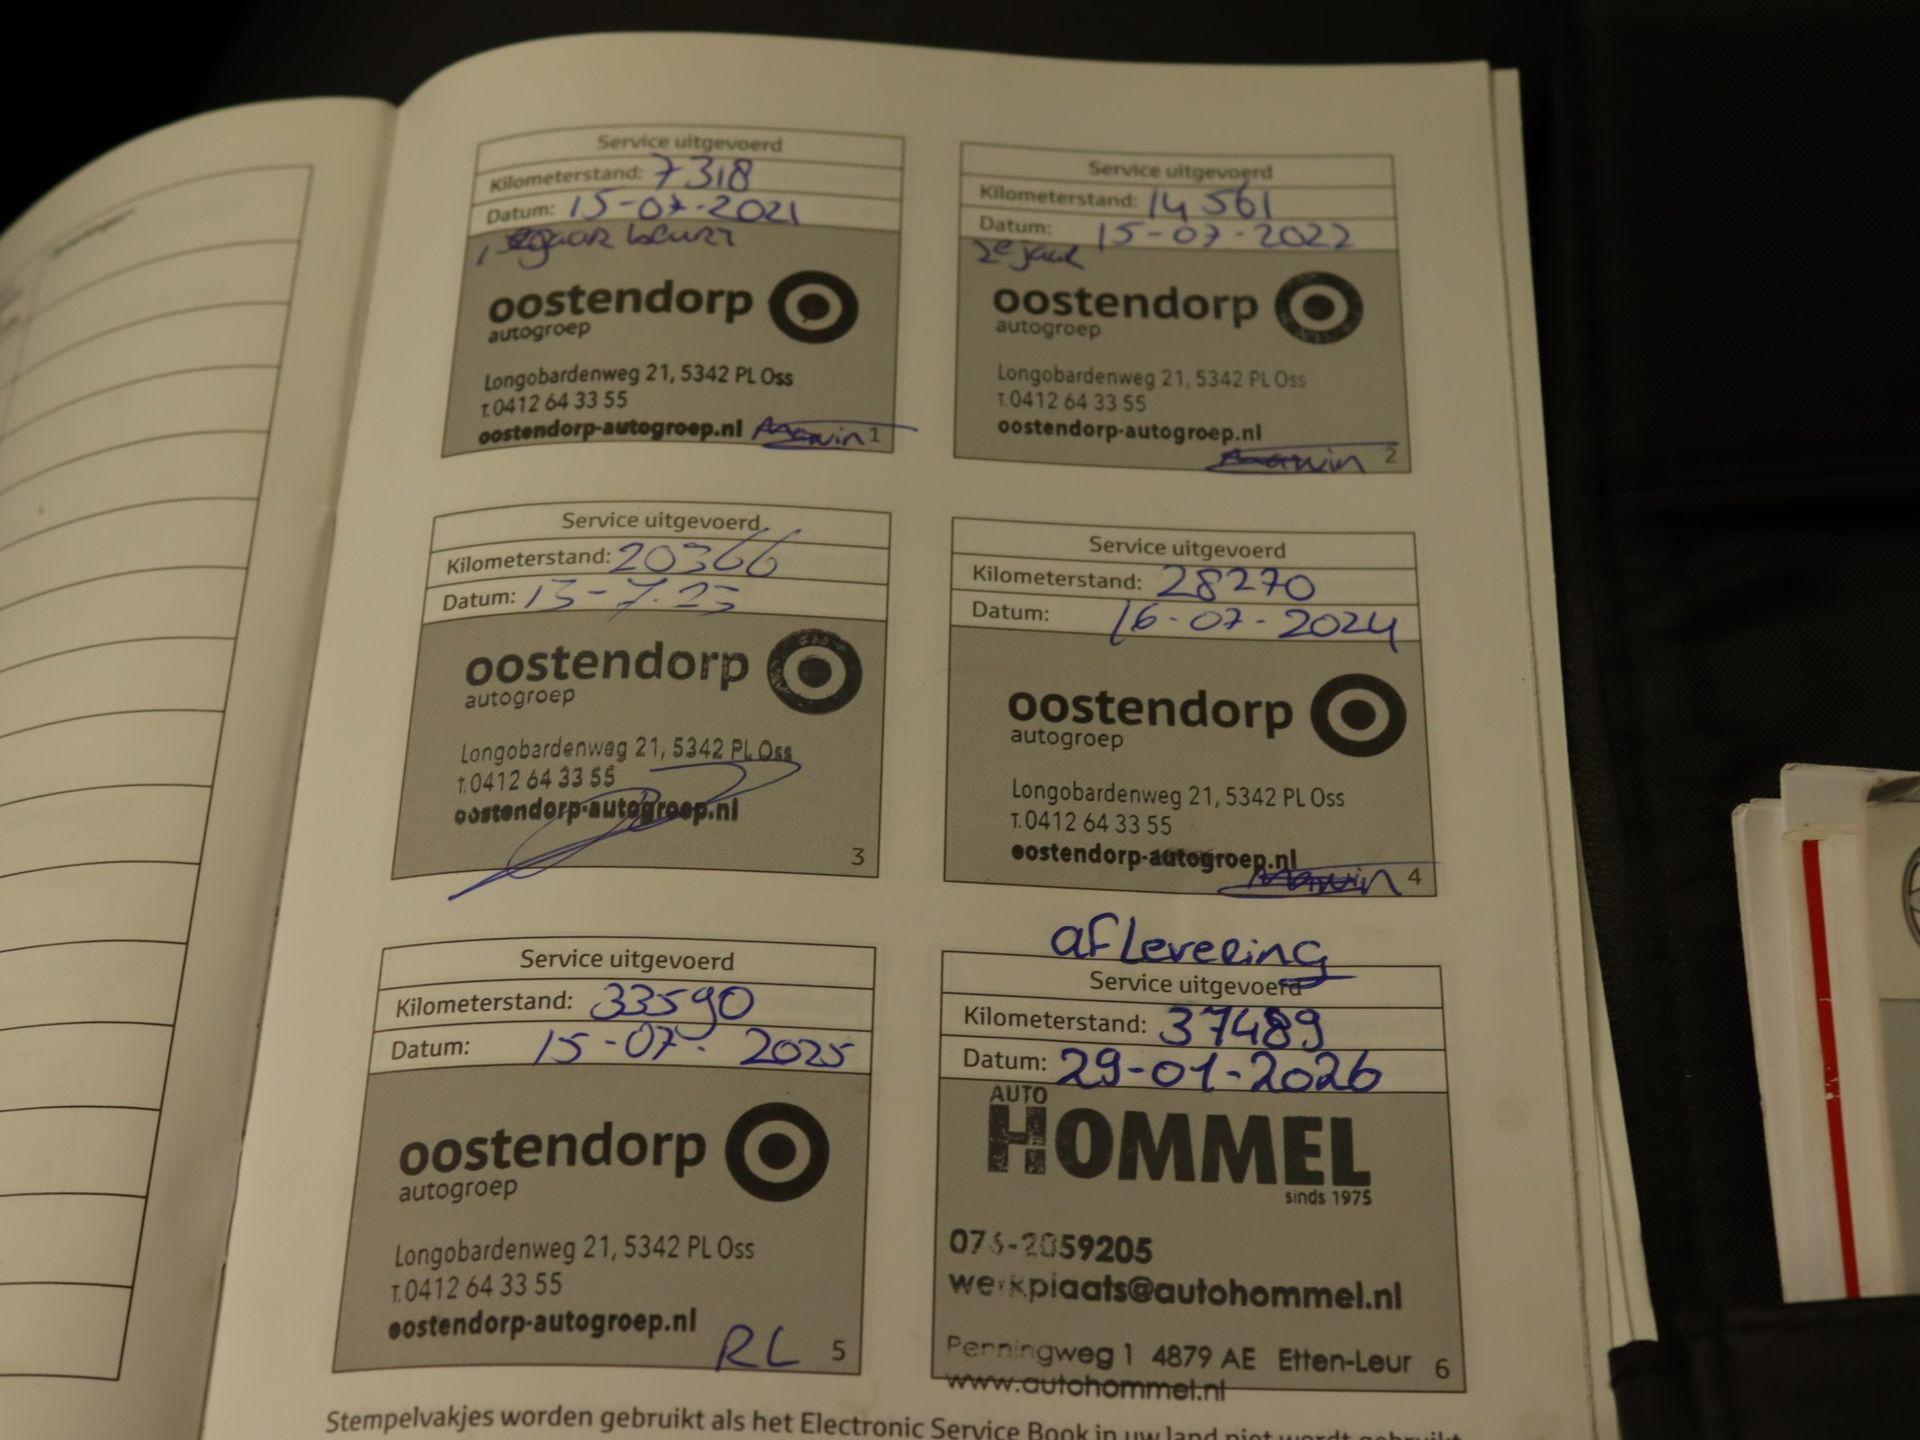 Service uitgevoerd
Kilometerstand: 7318
Datum: 15-07-2021
1e jaar beurt
oostendorp
autogroep
Longobardenweg 21, 5342 PL Oss
T. 0412 64 33 55
oostendorp-autogroep.nl
1
Service uitgevoerd
Kilometerstand: 14561
Datum: 15-07-2022
2e jaar
oostendorp
autogroep
Longobardenweg 21, 5342 PL Oss
T. 0412 64 33 55
oostendorp-autogroep.nl
2
Service uitgevoerd
Kilometerstand: 20366
Datum: 13-7-23
oostendorp
autogroep
Longobardenweg 21, 5342 PL Oss
T. 0412 64 33 55
oostendorp-autogroep.nl
3
Service uitgevoerd
Kilometerstand: 28270
Datum: 16-07-2024
oostendorp
autogroep
Longobardenweg 21, 5342 PL Oss
T. 0412 64 33 55
oostendorp-autogroep.nl
4
Service uitgevoerd
Kilometerstand: 33590
Datum: 15-07-2025
oostendorp
autogroep
Longobardenweg 21, 5342 PL Oss
T. 0412 64 33 55
oostendorp-autogroep.nl
RL 5
aflevering
Service uitgevoerd
Kilometerstand: 37489
Datum: 29-01-2026
AUTO
HOMMEL
sinds 1975
076-2059205
werkplaats@autohommel.nl
Penningweg 1 4879 AE Etten-Leur 6
www.autohommel.nl
Stempelvakjes worden gebruikt als het Electronic Service Book in uw land niet wordt gebruikt